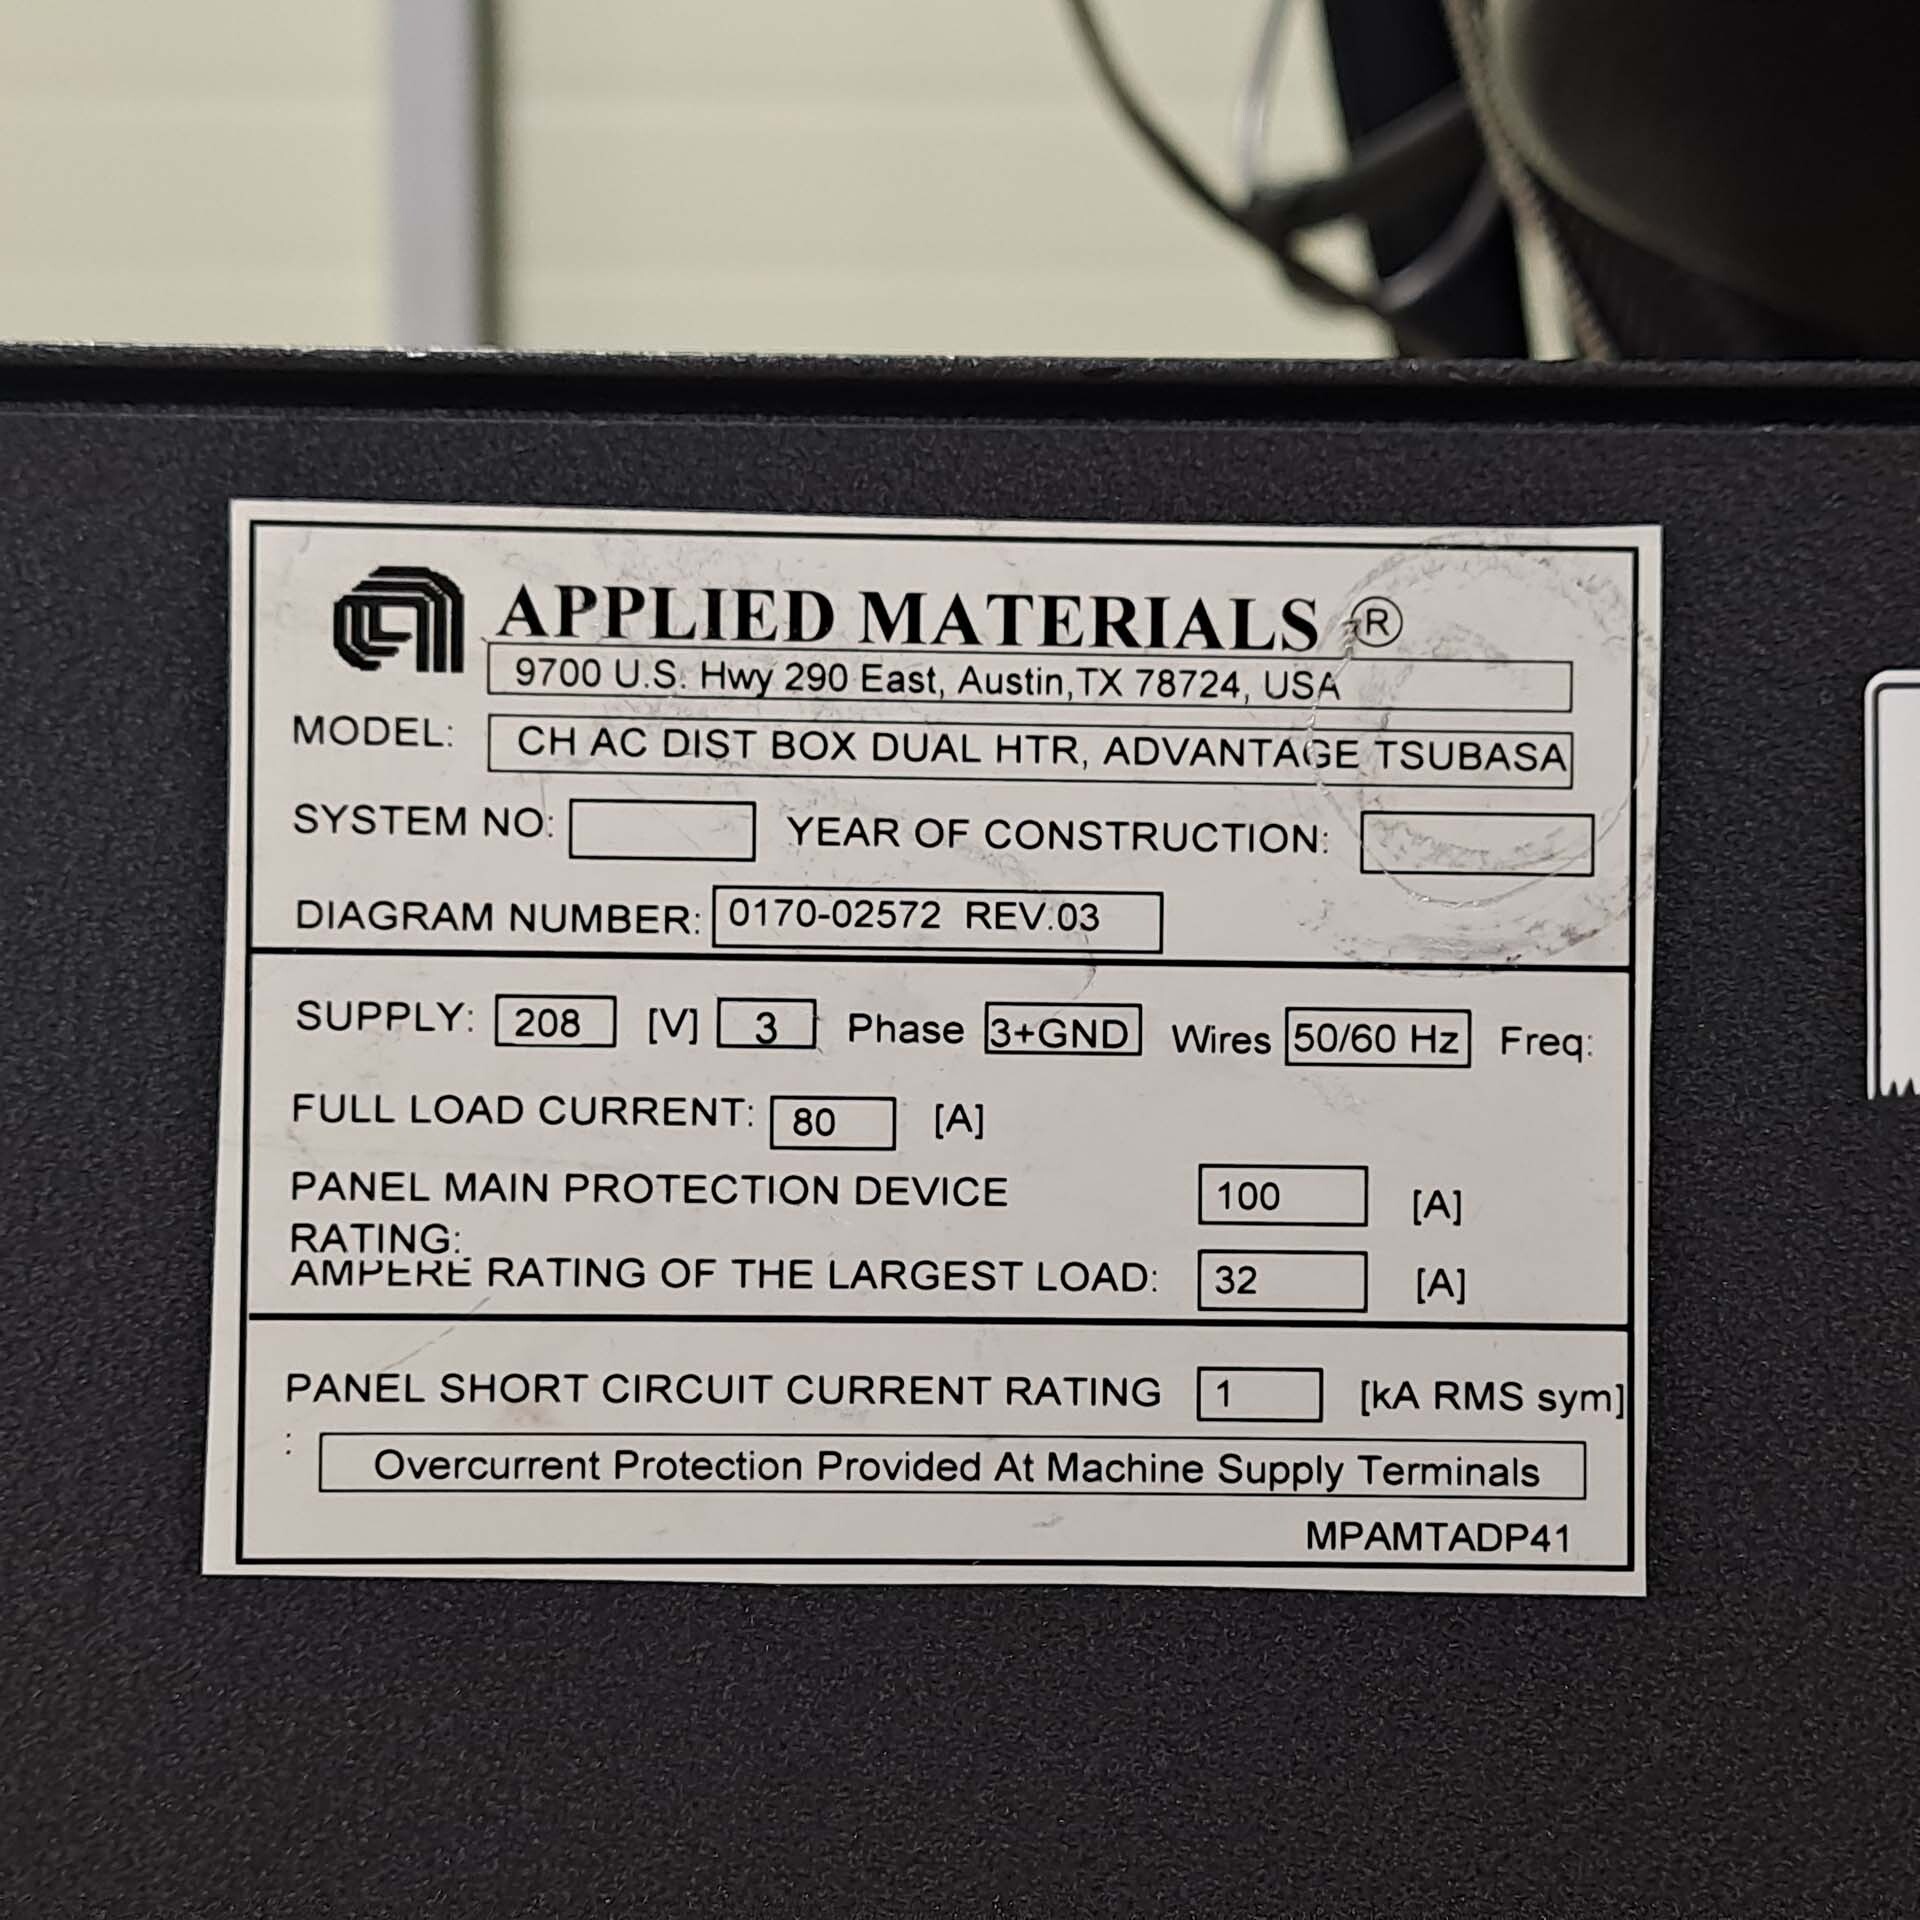 APPLIED MATERIALS ®
9700 U.S. Hwy 290 East, Austin,TX 78724, USA
MODEL: CH AC DIST BOX DUAL HTR, ADVANTAGE TSUBASA
SYSTEM NO: YEAR OF CONSTRUCTION:
DIAGRAM NUMBER: 0170-02572 REV:03
SUPPLY: 208 [V] 3 Phase 3+GND Wires 50/60 Hz Freq:
FULL LOAD CURRENT: 80 [A]
PANEL MAIN PROTECTION DEVICE 100 [A]
RATING:
AMPERE RATING OF THE LARGEST LOAD: 32 [A]
PANEL SHORT CIRCUIT CURRENT RATING 1 [kA RMS sym]
:
Overcurrent Protection Provided At Machine Supply Terminals
MPAMTADP41